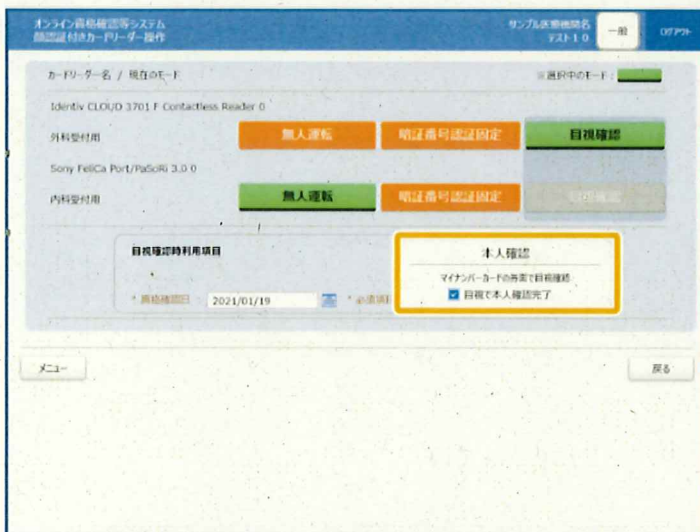 オンライン資格確認等システム
顔認証付きカードリーダー操作
サンプル医療機関名
テスト10
一般
ログアウト
カードリーダー名 / 現在のモード
※選択中のモード:
Identiv CLOUD 3701 F Contactless Reader 0
外科受付用
無人運転
暗証番号認証固定
目視確認
Sony FeliCa Port/PaSoRi 3.0 0
内科受付用
無人運転
暗証番号認証固定
目視確認
目視確認時利用項目
* 資格確認日
2021/01/19
* 必須項
本人確認
マイナンバーカードの券面で目視確認
目視で本人確認完了
メニュー
戻る